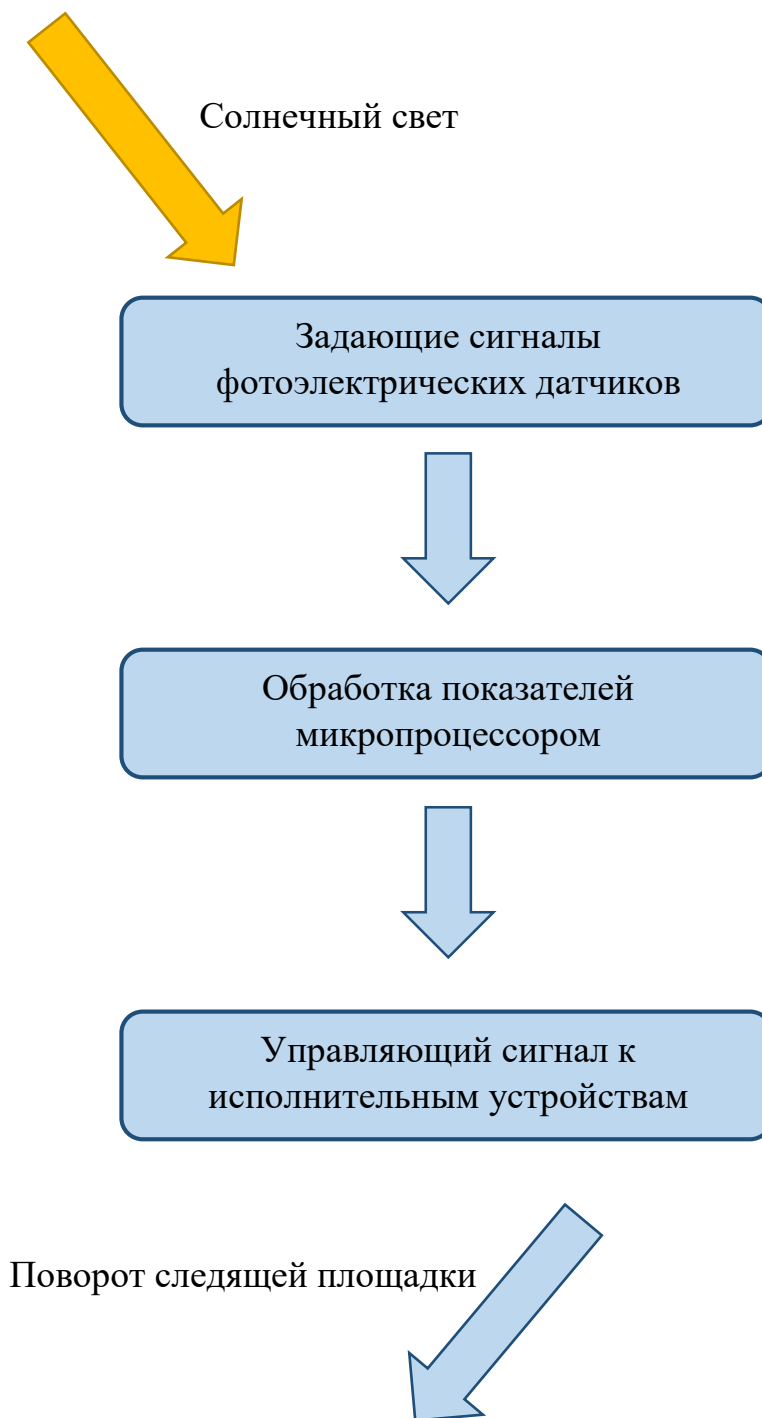 Солнечный свет
Задающие сигналы
фотоэлектрических датчиков
Обработка показателей
микропроцессором
Управляющий сигнал к
исполнительным устройствам
Поворот следящей площадки